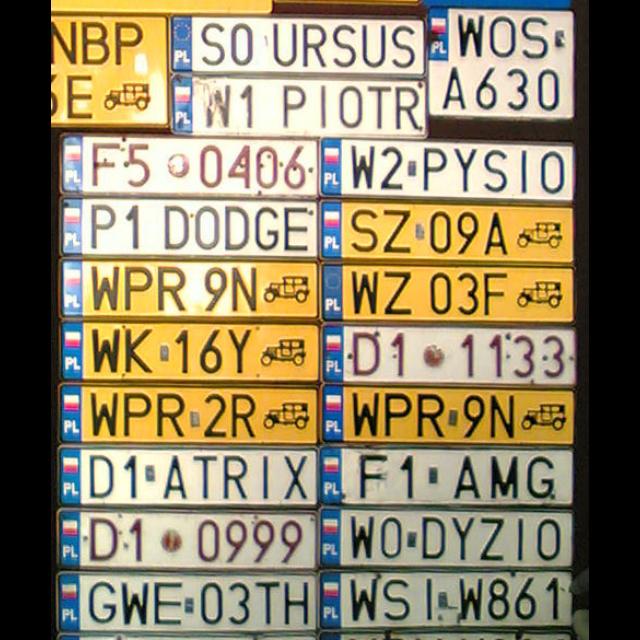 NBP
6E
PL S0 URSUS
PL W1 PIOTR
PL WOS
A630
PL F5 0406
PL W2 PYSIO
PL P1 DODGE
PL SZ 09A
PL WPR 9N
PL WZ 03F
PL WK 16Y
PL D1 1133
PL WPR 2R
PL WPR 9N
PL D1 ATRIX
PL F1 AMG
PL D1 0999
PL W0 DYZIO
PL GWE 03TH
PL WSI W861